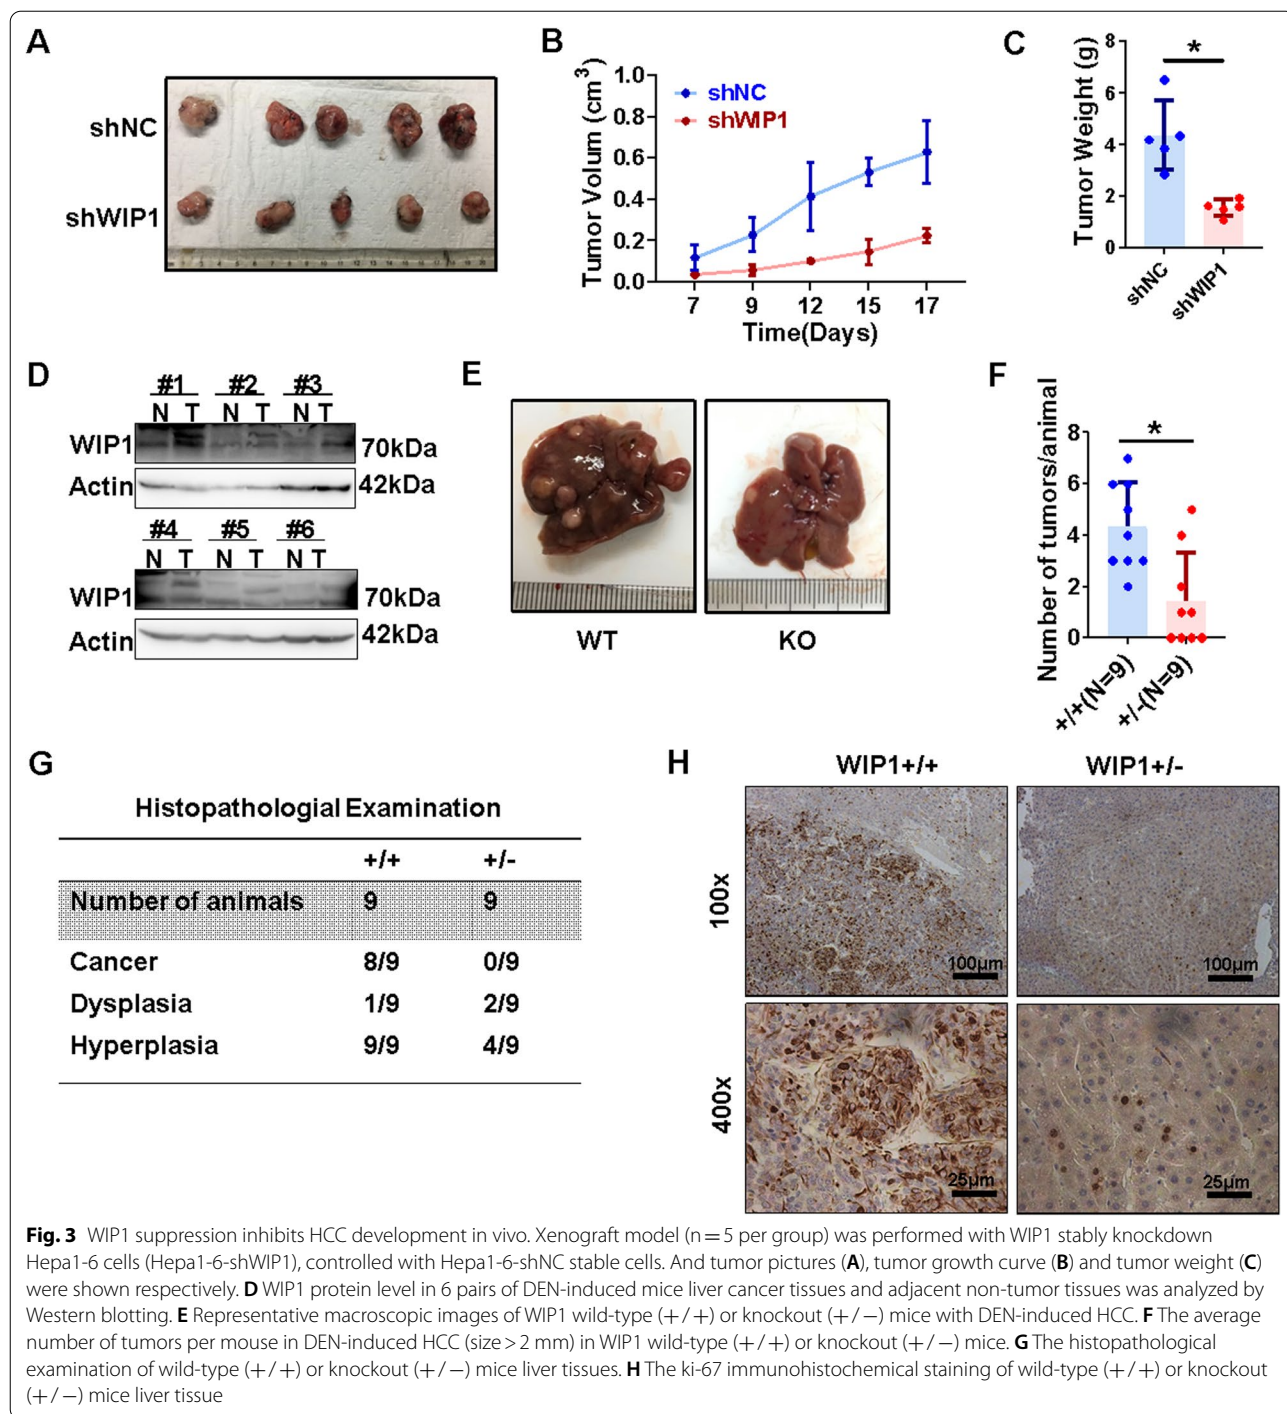 A
shNC
shWIP1
B
Tumor Volum (cm3)
1.0
0.8
0.6
0.4
0.2
0.0
shNC
shWIP1
7 9 12 15 17
Time(Days)
C
Tumor Weight (g)
8
6
4
2
0
*
shNC
shWIP1
D
#1 #2 #3
N T N T N T
WIP1 70kDa
Actin 42kDa
#4 #5 #6
N T N T N T
WIP1 70kDa
Actin 42kDa
E
WT KO
F
Number of tumors/animal
8
6
4
2
0
*
+/+(N=9)
+/-(N=9)
G
Histopathologial Examination
+/+ +/-
Number of animals 9 9
Cancer 8/9 0/9
Dysplasia 1/9 2/9
Hyperplasia 9/9 4/9
H
WIP1+/+ WIP1+/-
100x
100μm 100μm
400x
25μm 25μm
Fig. 3 WIP1 suppression inhibits HCC development in vivo. Xenograft model (n = 5 per group) was performed with WIP1 stably knockdown
Hepa1-6 cells (Hepa1-6-shWIP1), controlled with Hepa1-6-shNC stable cells. And tumor pictures (A), tumor growth curve (B) and tumor weight (C)
were shown respectively. D WIP1 protein level in 6 pairs of DEN-induced mice liver cancer tissues and adjacent non-tumor tissues was analyzed by
Western blotting. E Representative macroscopic images of WIP1 wild-type (+/+) or knockout (+/−) mice with DEN-induced HCC. F The average
number of tumors per mouse in DEN-induced HCC (size > 2 mm) in WIP1 wild-type (+/+) or knockout (+/−) mice. G The histopathological
examination of wild-type (+/+) or knockout (+/−) mice liver tissues. H The ki-67 immunohistochemical staining of wild-type (+/+) or knockout
(+/−) mice liver tissue